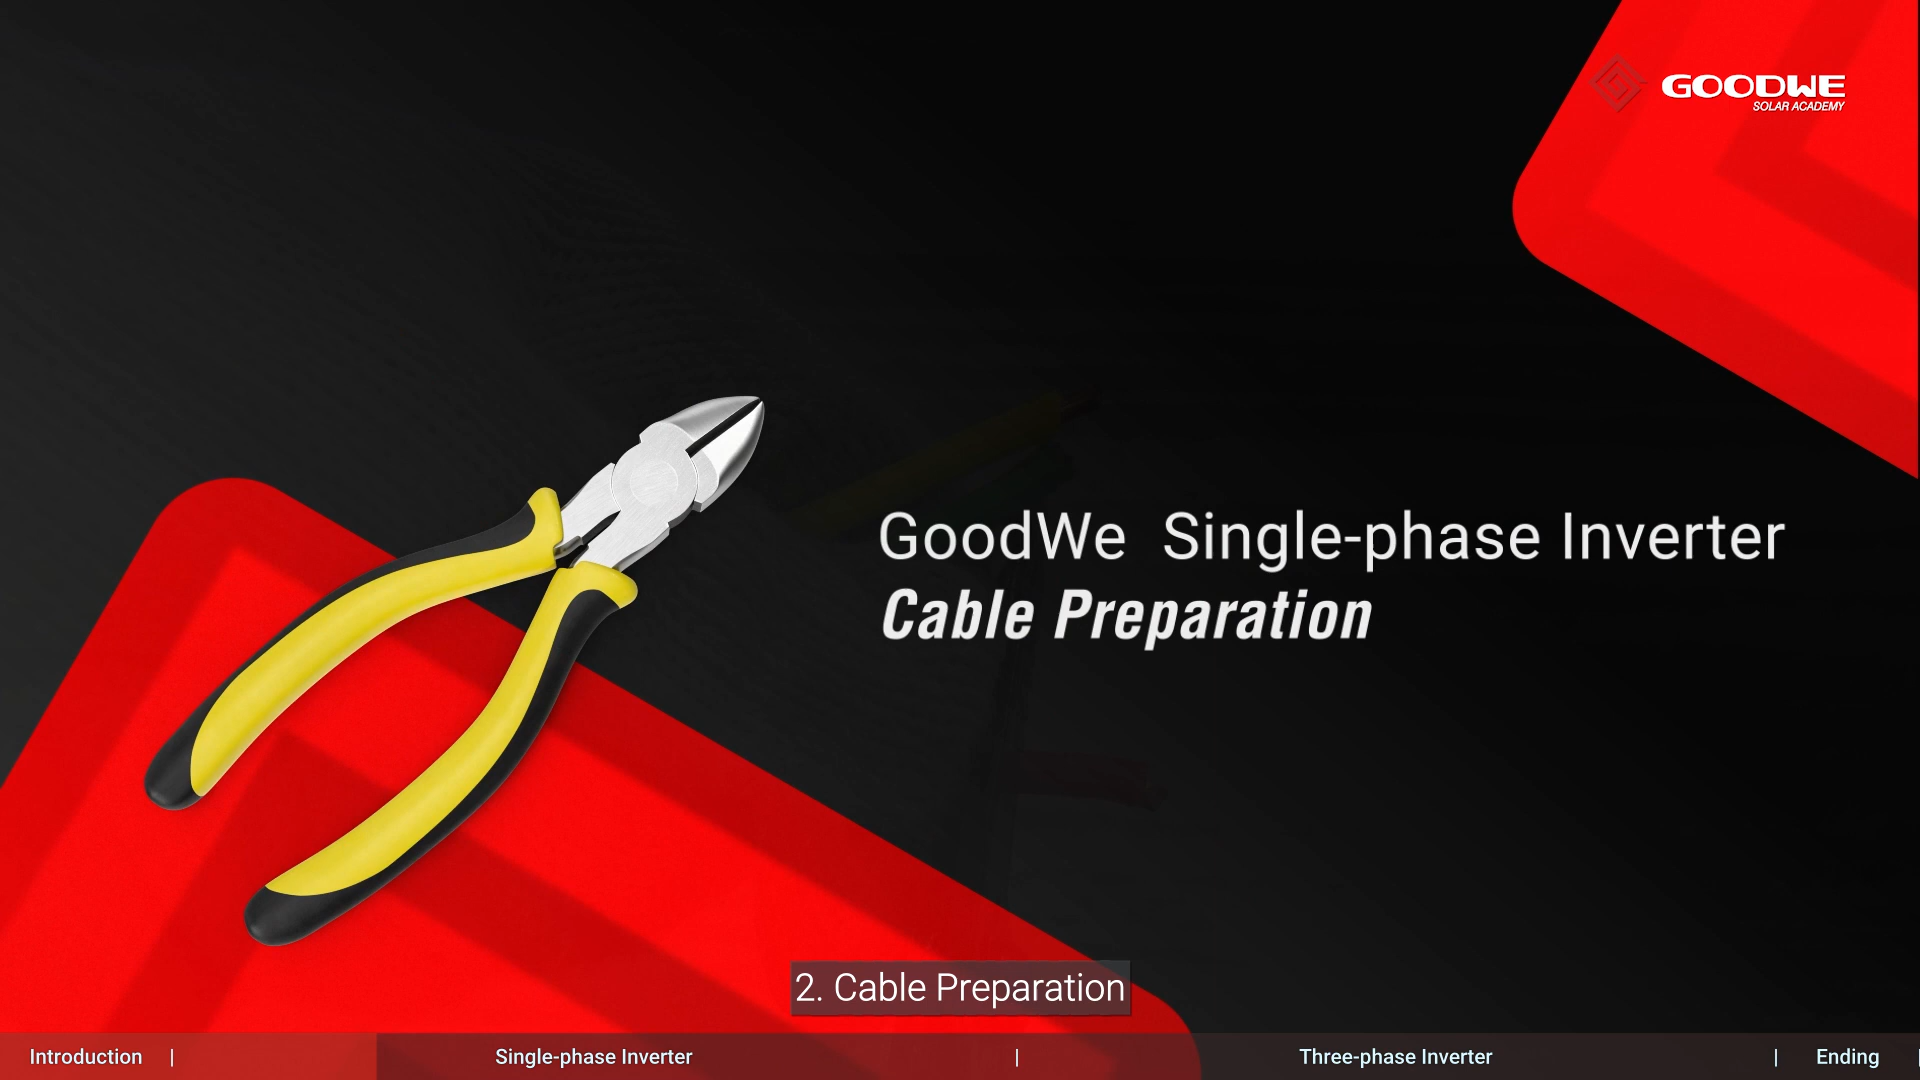 GOODWE
SOLAR ACADEMY
GoodWe Single-phase Inverter
Cable Preparation
2. Cable Preparation
Introduction | Single-phase Inverter | Three-phase Inverter | Ending